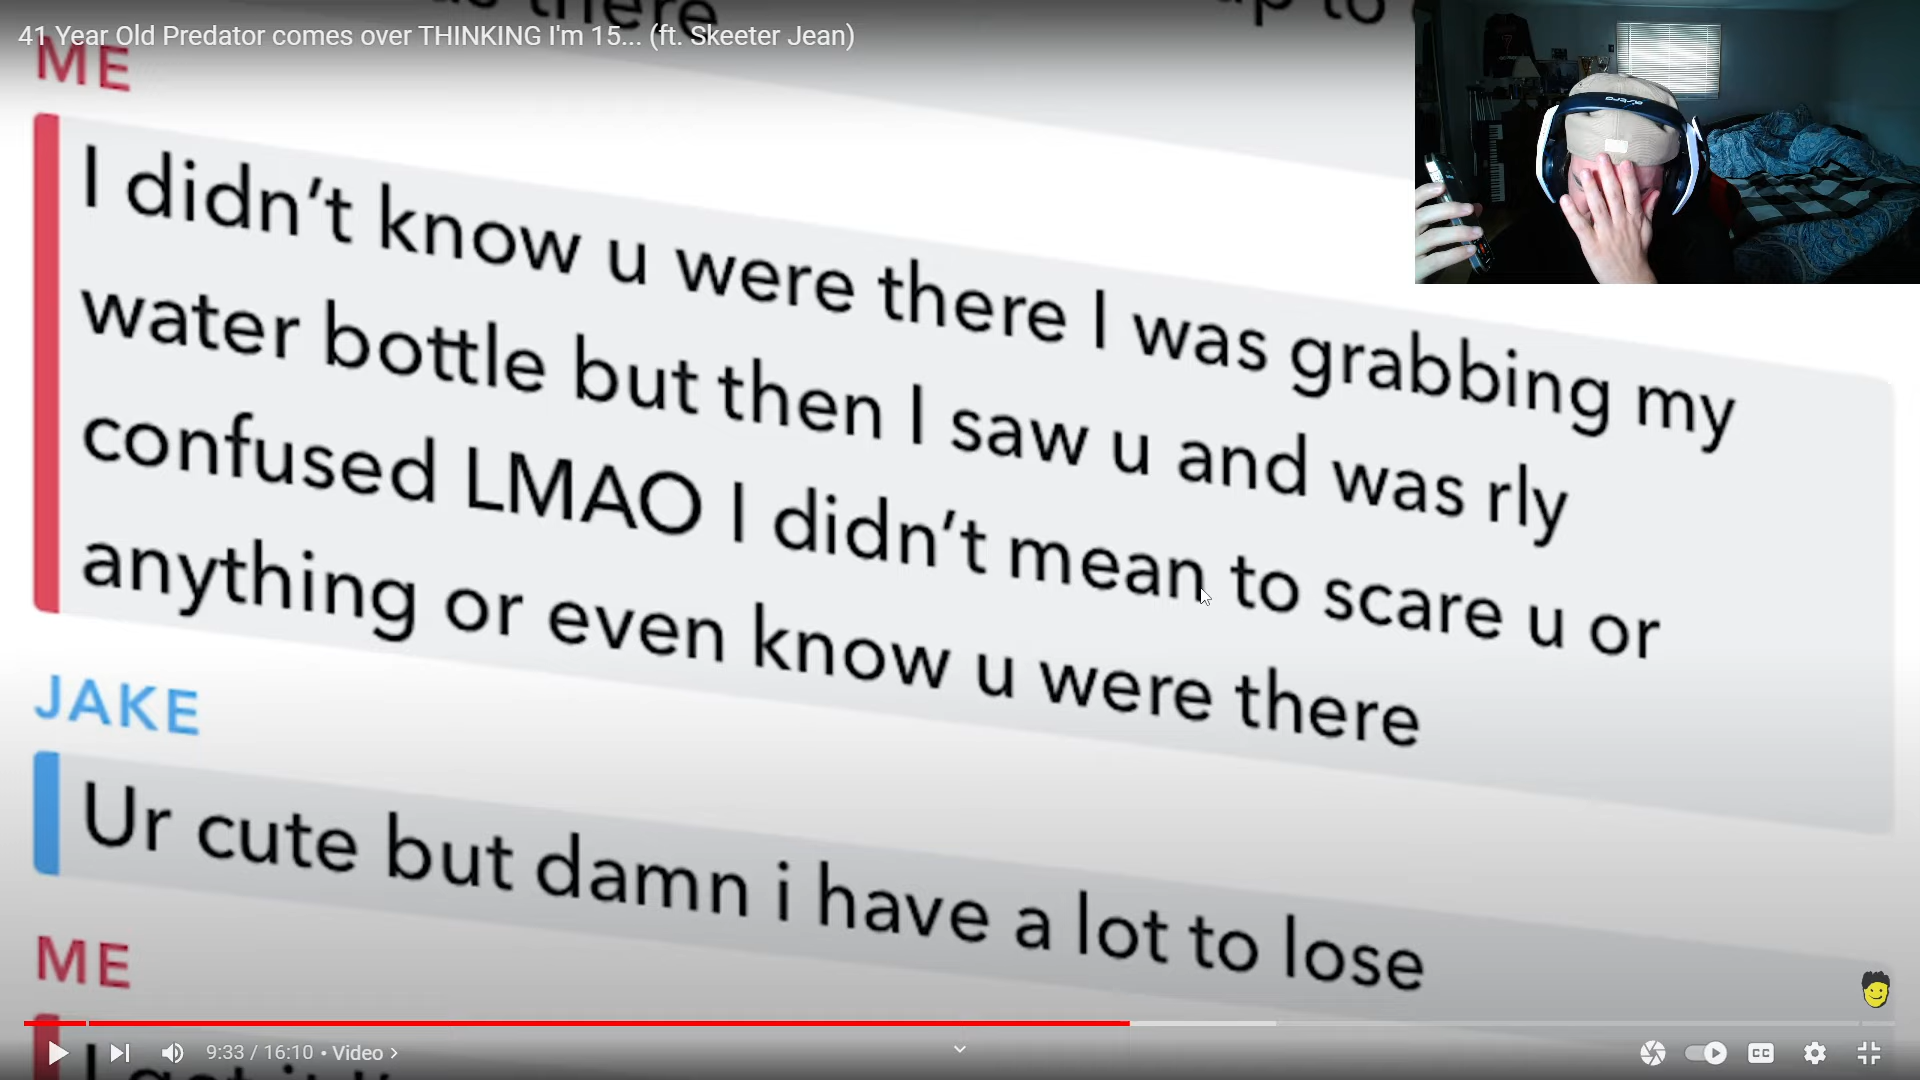 41 Year Old Predator comes over THINKING I'm 15... (ft. Skeeter Jean)
ME
I didn't know u were there I was grabbing my
water bottle but then I saw u and was rly
confused LMAO I didn't mean to scare u or
anything or even know u were there
JAKE
Ur cute but damn i have a lot to lose
ME
9:33 / 16:10 • Video >
CC